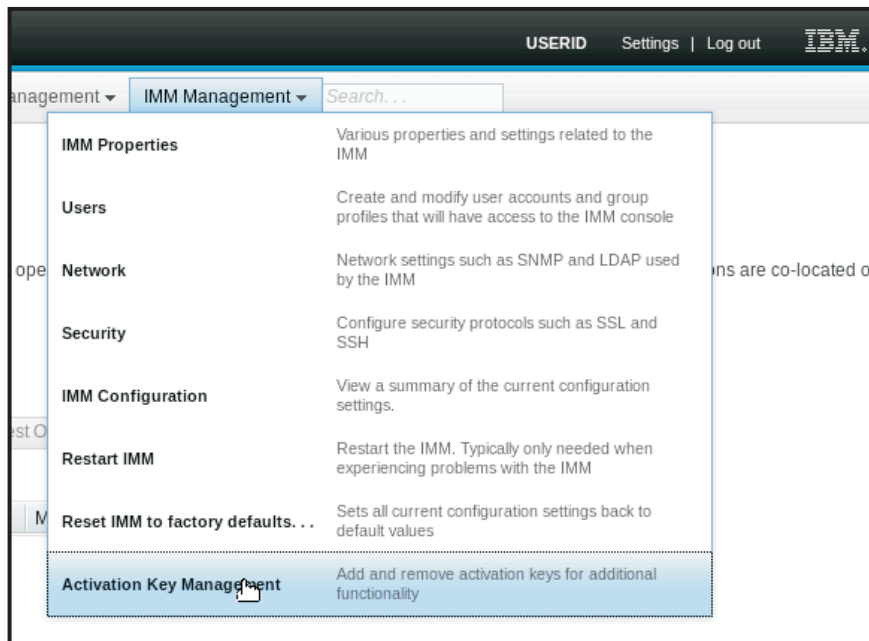 USERID Settings | Log out IBM.
anagement IMM Management Search. . .
IMM Properties Various properties and settings related to the
IMM
Users Create and modify user accounts and group
profiles that will have access to the IMM console
ope Network Network settings such as SNMP and LDAP used ns are co-located o
by the IMM
Security Configure security protocols such as SSL and
SSH
IMM Configuration View a summary of the current configuration
settings.
est O
Restart IMM Restart the IMM. Typically only needed when
experiencing problems with the IMM
M Reset IMM to factory defaults. . . Sets all current configuration settings back to
default values
Activation Key Management Add and remove activation keys for additional
functionality